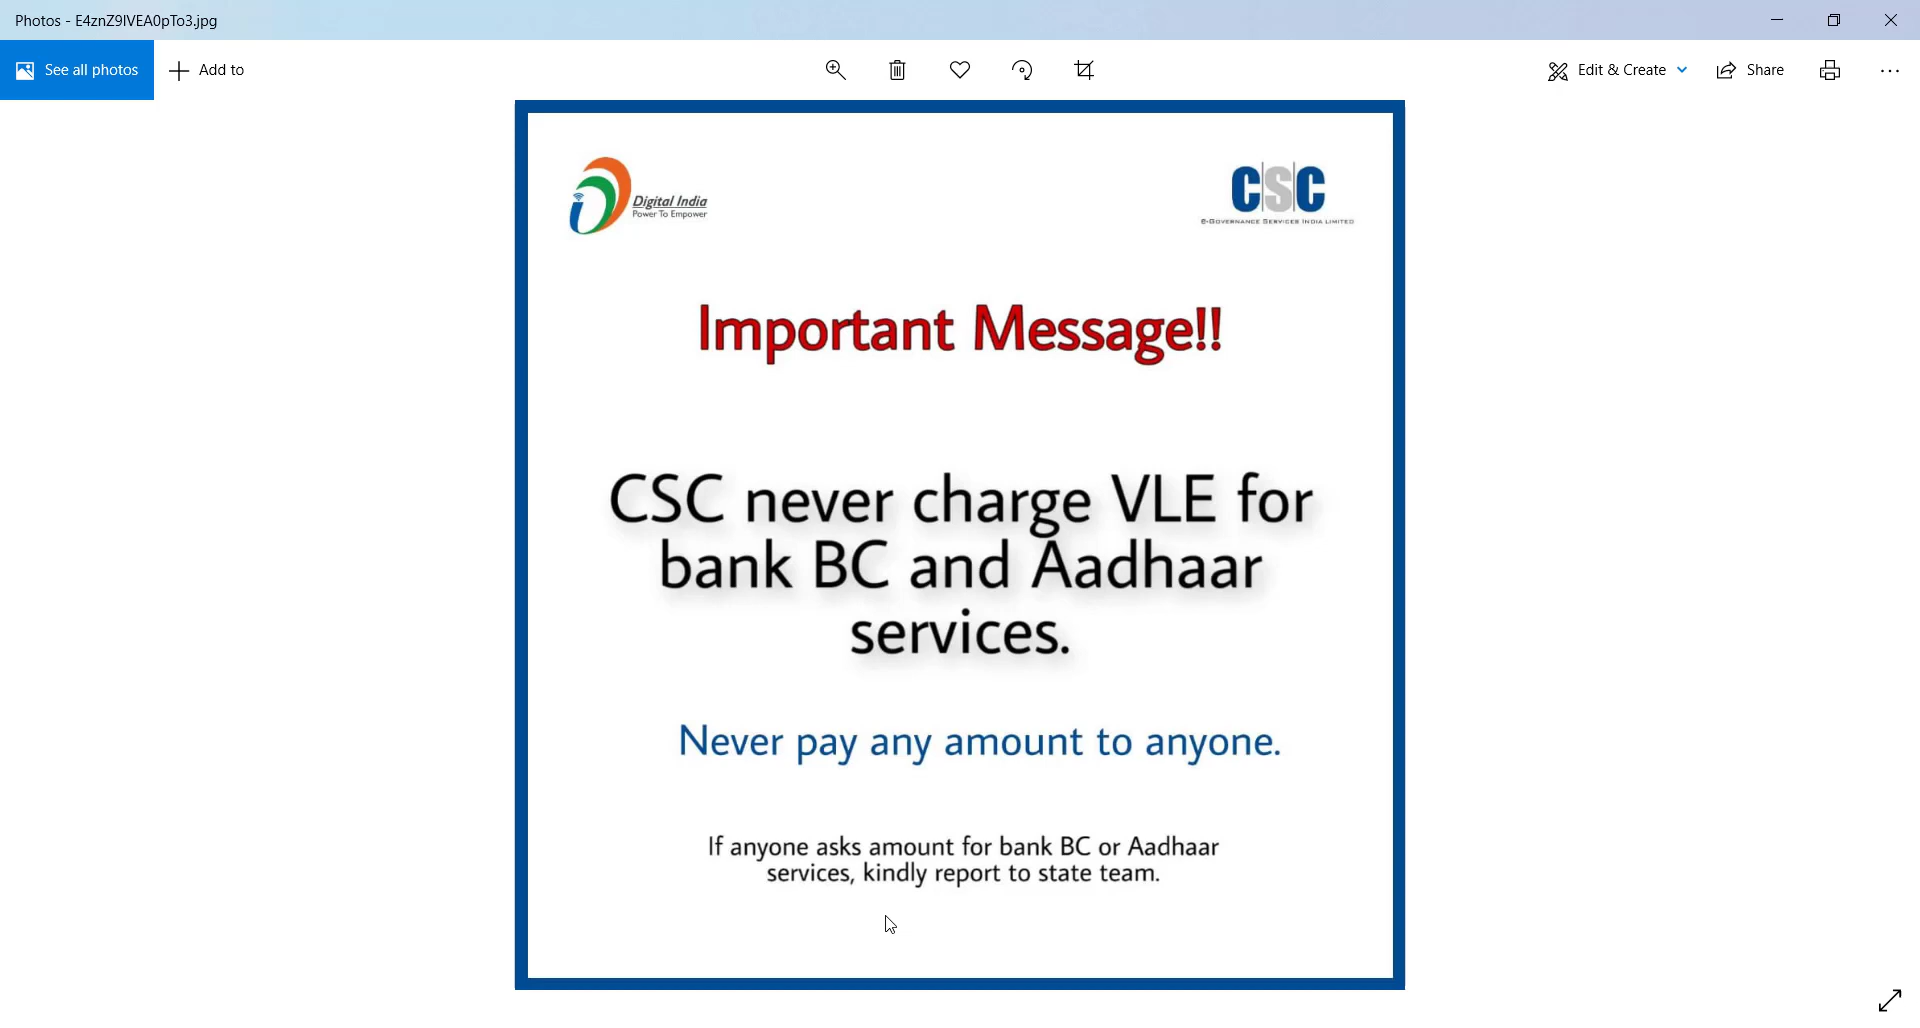 Photos - E4znZ9lVEA0pTo3.jpg
See all photos
Add to
Edit & Create
Share
Digital India
Power To Empower
CSC
e-Governance Services India Limited
Important Message!!
CSC never charge VLE for
bank BC and Aadhaar
services.
Never pay any amount to anyone.
If anyone asks amount for bank BC or Aadhaar
services, kindly report to state team.